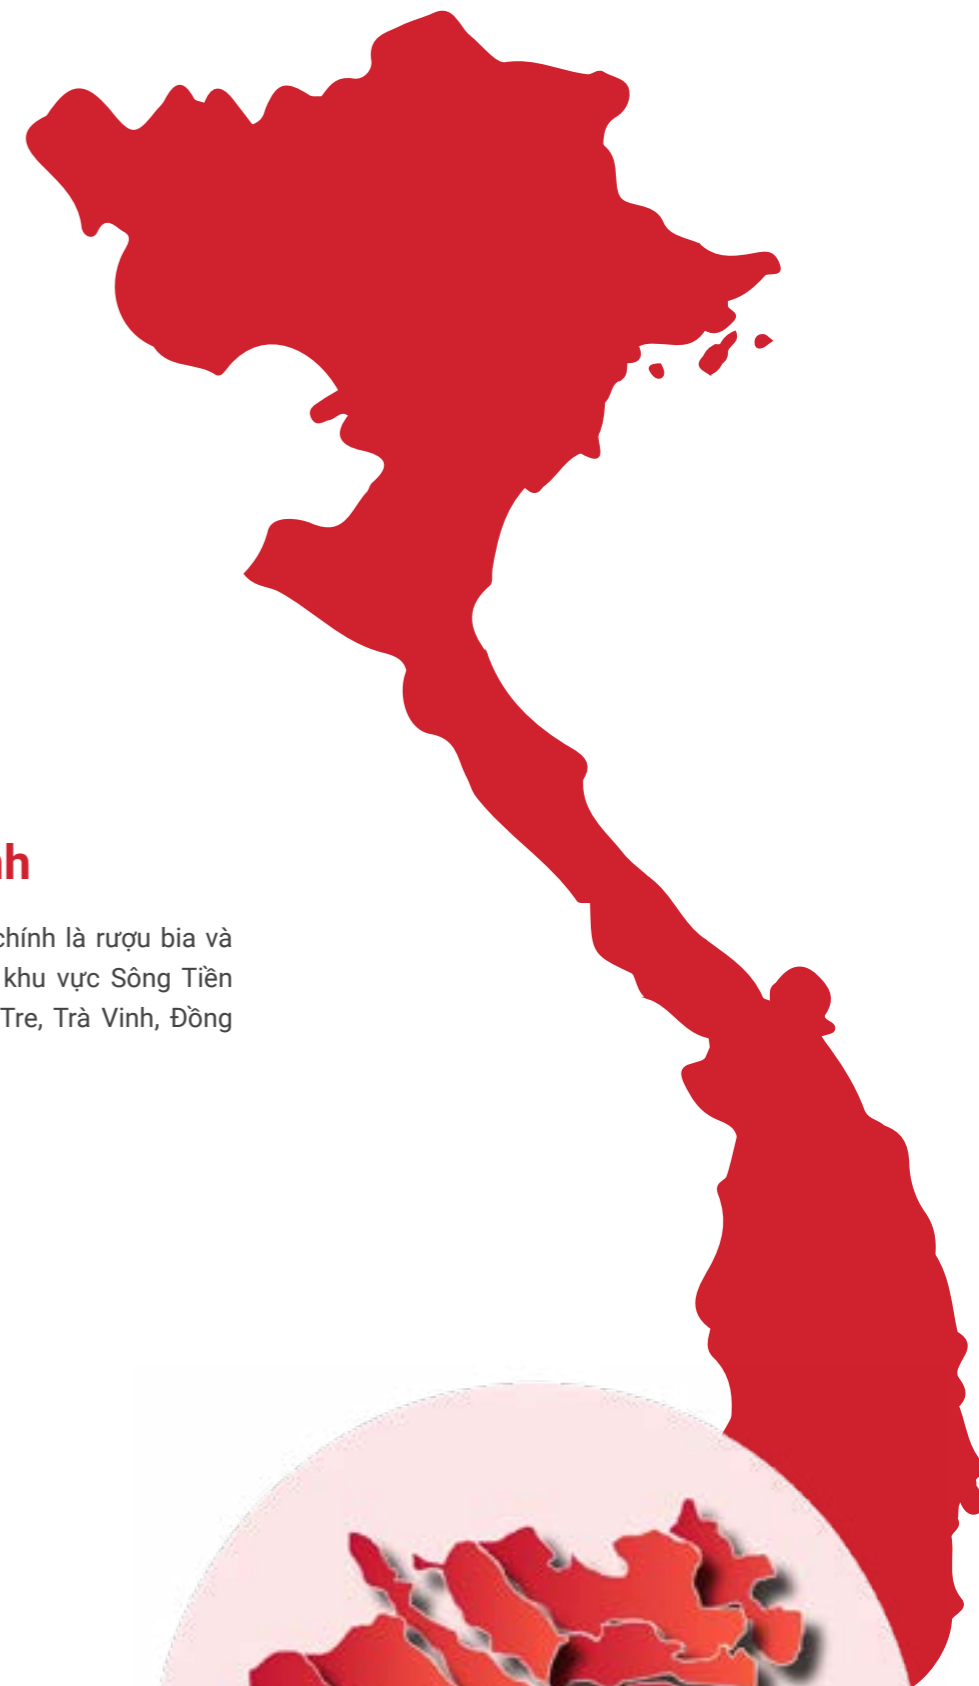 nh
chính là rượu bia và
khu vực Sông Tiền
Tre, Trà Vinh, Đồng